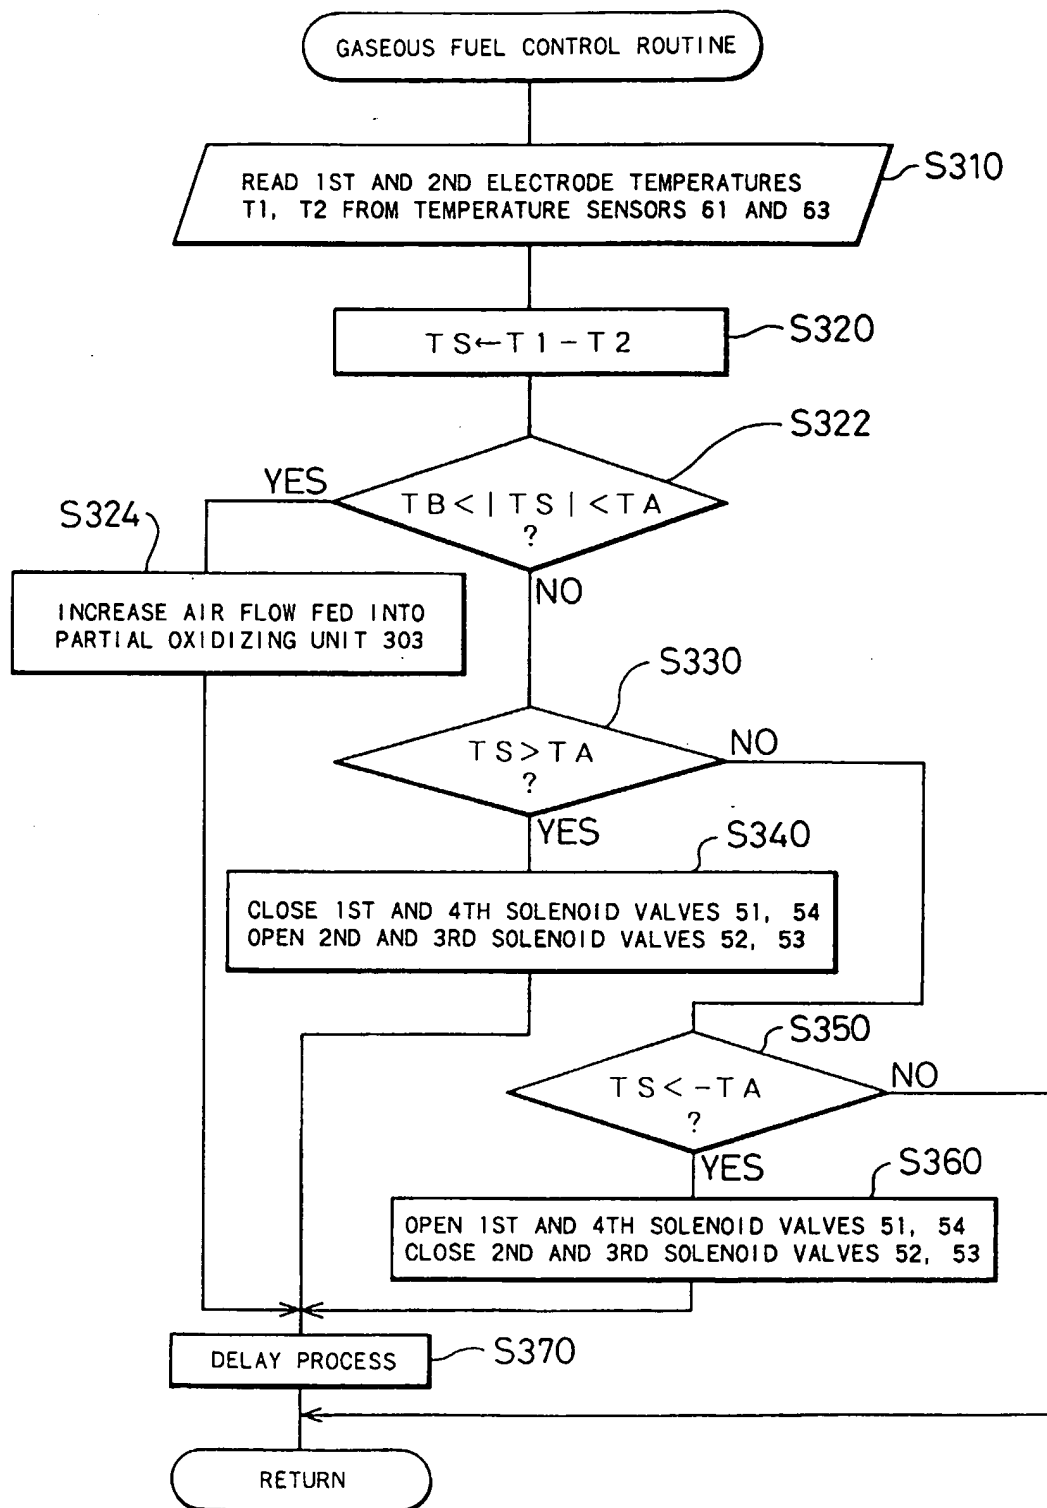 GASEOUS FUEL CONTROL ROUTINE
READ 1ST AND 2ND ELECTRODE TEMPERATURES
T1, T2 FROM TEMPERATURE SENSORS 61 AND 63
S310
TS←T1-T2
S320
S322
TB<|TS|<TA
?
YES
NO
S324
INCREASE AIR FLOW FED INTO
PARTIAL OXIDIZING UNIT 303
S330
TS>TA
?
NO
YES
S340
CLOSE 1ST AND 4TH SOLENOID VALVES 51, 54
OPEN 2ND AND 3RD SOLENOID VALVES 52, 53
S350
TS<-TA
?
NO
YES
S360
OPEN 1ST AND 4TH SOLENOID VALVES 51, 54
CLOSE 2ND AND 3RD SOLENOID VALVES 52, 53
DELAY PROCESS
S370
RETURN